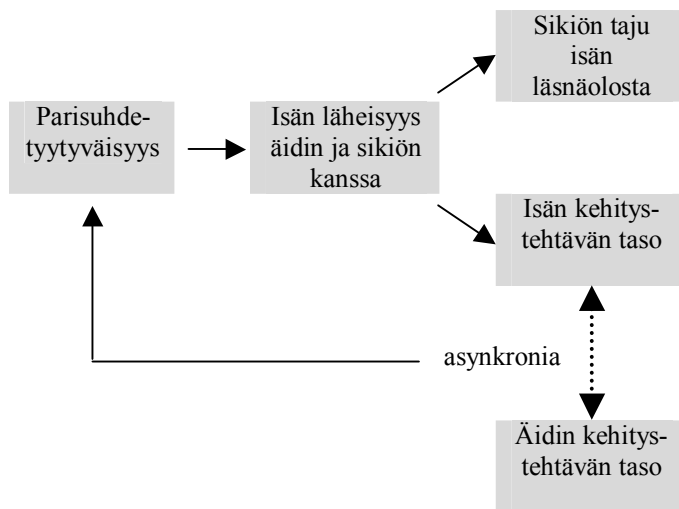 Sikiön taju
isän
läsnäolosta
Parisuhde-
tyytyväisyys
Isän läheisyys
äidin ja sikiön
kanssa
Isän kehitys-
tehtävän taso
asynkronia
Äidin kehitys-
tehtävän taso